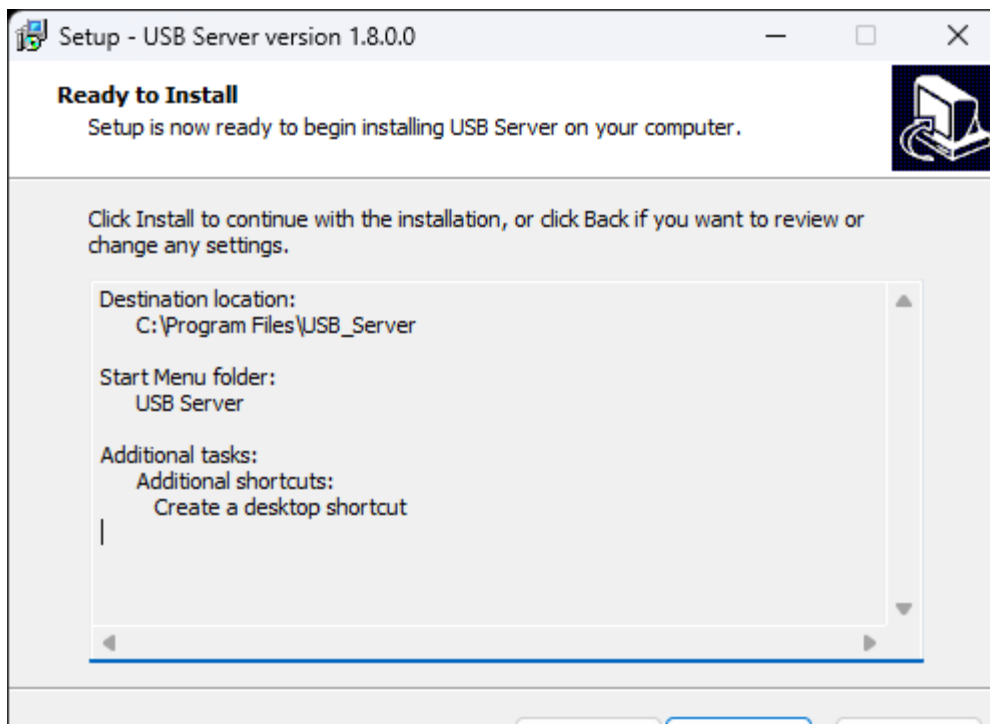 Setup - USB Server version 1.8.0.0
Ready to Install
Setup is now ready to begin installing USB Server on your computer.
Click Install to continue with the installation, or click Back if you want to review or
change any settings.
Destination location:
C:\Program Files\USB_Server
Start Menu folder:
USB Server
Additional tasks:
Additional shortcuts:
Create a desktop shortcut